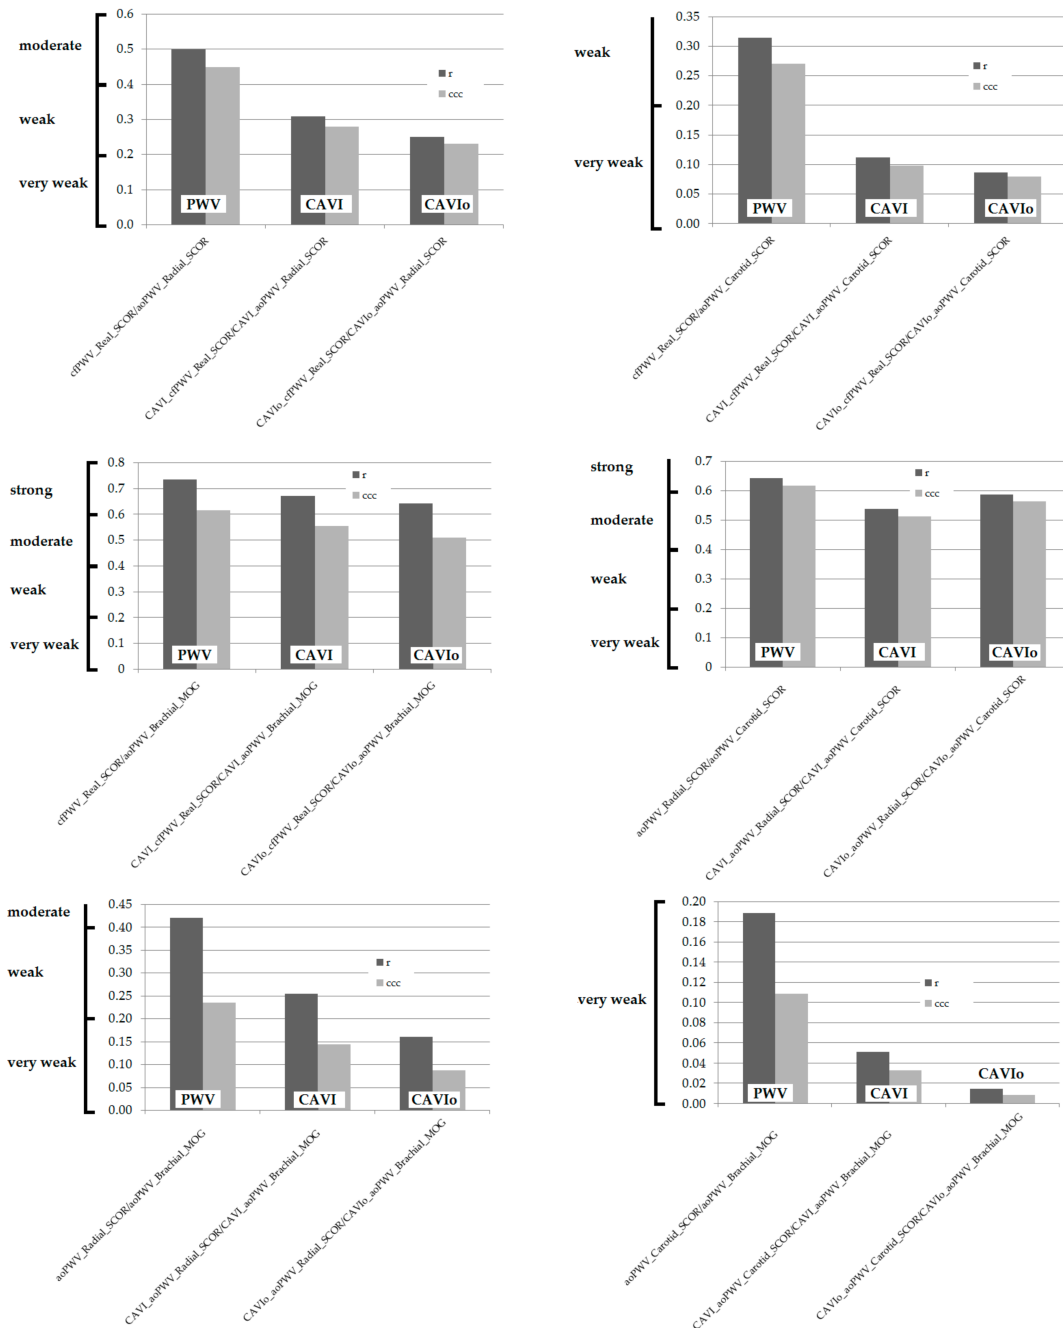 moderate
weak
very weak
0.6
0.5
0.4
0.3
0.2
0.1
0.0
r
ccc
PWV
CAVI
CAVIo
cfPWV_Real_SCOR/aoPWV_Radial_SCOR
CAVI_cfPWV_Real_SCOR/CAVI_aoPWV_Radial_SCOR
CAVIo_cfPWV_Real_SCOR/CAVIo_aoPWV_Radial_SCOR
weak
very weak
0.35
0.30
0.25
0.20
0.15
0.10
0.05
0.00
r
ccc
PWV
CAVI
CAVIo
cfPWV_Real_SCOR/aoPWV_Carotid_SCOR
CAVI_cfPWV_Real_SCOR/CAVI_aoPWV_Carotid_SCOR
CAVIo_cfPWV_Real_SCOR/CAVIo_aoPWV_Carotid_SCOR
strong
moderate
weak
very weak
0.8
0.7
0.6
0.5
0.4
0.3
0.2
0.1
0
r
ccc
PWV
CAVI
CAVIo
cfPWV_Real_SCOR/aoPWV_Brachial_MOG
CAVI_cfPWV_Real_SCOR/CAVI_aoPWV_Brachial_MOG
CAVIo_cfPWV_Real_SCOR/CAVIo_aoPWV_Brachial_MOG
strong
moderate
weak
very weak
0.7
0.6
0.5
0.4
0.3
0.2
0.1
0
r
ccc
PWV
CAVI
CAVIo
aoPWV_Radial_SCOR/aoPWV_Carotid_SCOR
CAVI_aoPWV_Radial_SCOR/CAVI_aoPWV_Carotid_SCOR
CAVIo_aoPWV_Radial_SCOR/CAVIo_aoPWV_Carotid_SCOR
moderate
weak
very weak
0.45
0.40
0.35
0.30
0.25
0.20
0.15
0.10
0.05
0.00
r
ccc
PWV
CAVI
CAVIo
aoPWV_Radial_SCOR/aoPWV_Brachial_MOG
CAVI_aoPWV_Radial_SCOR/CAVI_aoPWV_Brachial_MOG
CAVIo_aoPWV_Radial_SCOR/CAVIo_aoPWV_Brachial_MOG
very weak
0.20
0.18
0.16
0.14
0.12
0.10
0.08
0.06
0.04
0.02
0.00
r
ccc
PWV
CAVI
CAVIo
aoPWV_Carotid_SCOR/aoPWV_Brachial_MOG
CAVI_aoPWV_Carotid_SCOR/CAVI_aoPWV_Brachial_MOG
CAVIo_aoPWV_Carotid_SCOR/CAVIo_aoPWV_Brachial_MOG